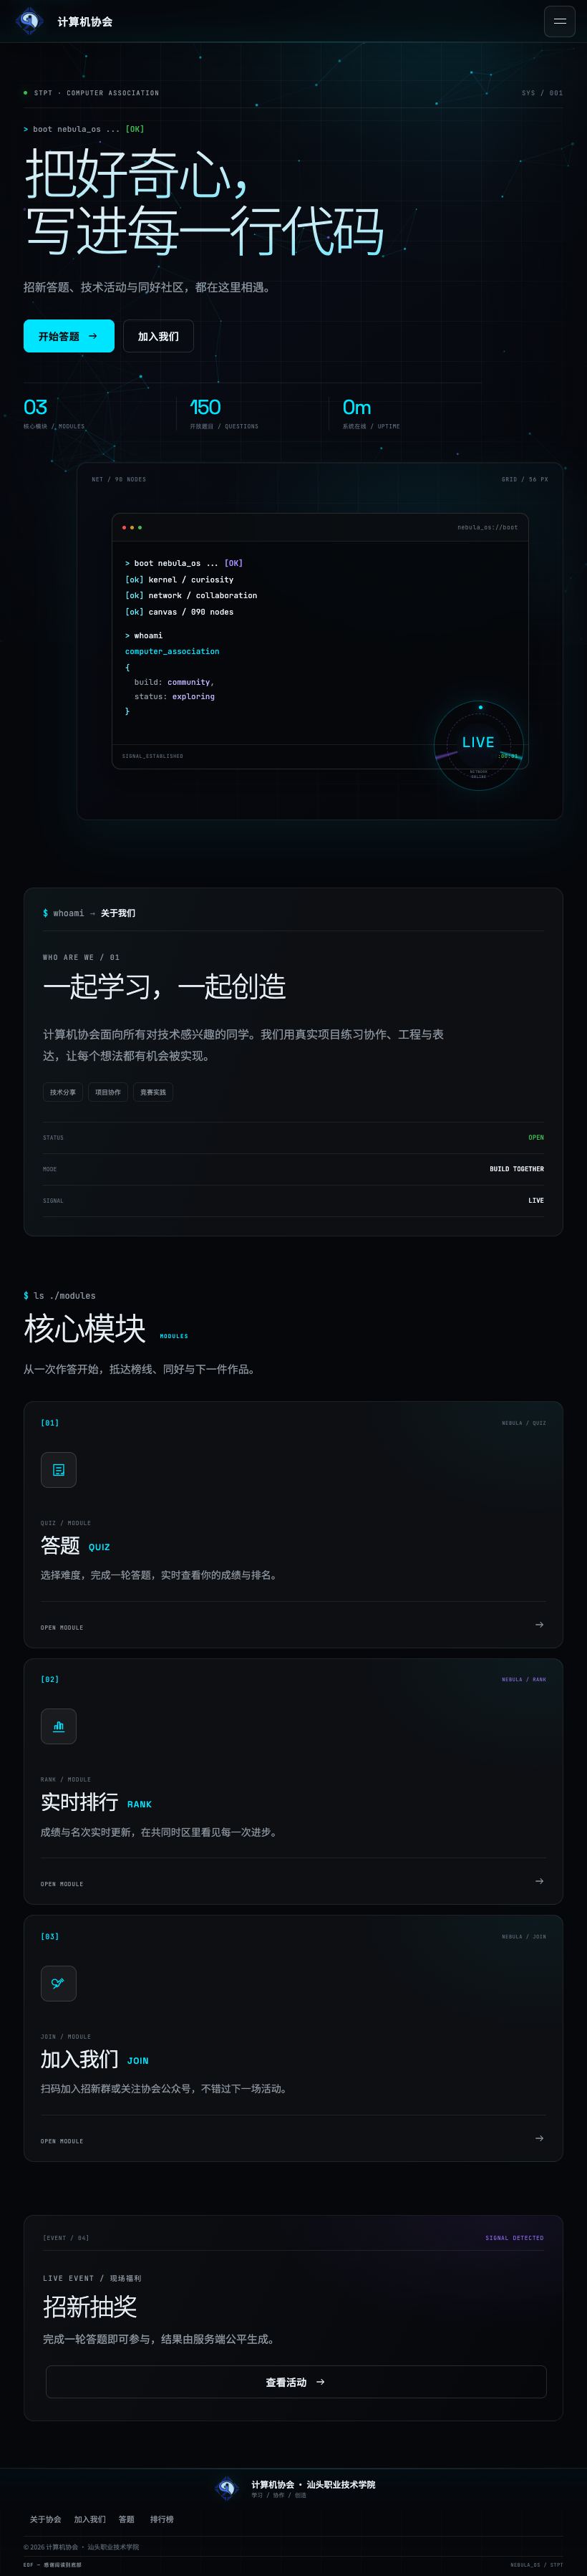 计算机协会
STPT · COMPUTER ASSOCIATION
SYS / 001
> boot nebula_os ... [OK]
把好奇心，
写进每一行代码
招新答题、技术活动与同好社区，都在这里相遇。
开始答题 →
加入我们
03
150
0m
核心模块 / MODULES
开放题目 / QUESTIONS
系统在线 / UPTIME
NET / 90 NODES
GRID / 56 PX
nebula_os://boot
> boot nebula_os ... [OK]
[ok] kernel / curiosity
[ok] network / collaboration
[ok] canvas / 090 nodes
> whoami
computer_association
{
build: community,
status: exploring
}
LIVE
SIGNAL_ESTABLISHED
NETWORK
ONLINE
$ whoami → 关于我们
WHO ARE WE / 01
一起学习，一起创造
计算机协会面向所有对技术感兴趣的同学。我们用真实项目练习协作、工程与表
达，让每个想法都有机会被实现。
技术分享
项目协作
竞赛实践
STATUS
OPEN
MODE
BUILD TOGETHER
SIGNAL
LIVE
$ ls ./modules
核心模块 MODULES
从一次作答开始，抵达榜线、同好与下一件作品。
[01]
NEBULA / QUIZ
QUIZ / MODULE
答题 QUIZ
选择难度，完成一轮答题，实时查看你的成绩与排名。
OPEN MODULE →
[02]
NEBULA / RANK
RANK / MODULE
实时排行 RANK
成绩与名次实时更新，在共同时区里看见每一次进步。
OPEN MODULE →
[03]
NEBULA / JOIN
JOIN / MODULE
加入我们 JOIN
扫码加入招新群或关注协会公众号，不错过下一场活动。
OPEN MODULE →
[EVENT / 04]
SIGNAL DETECTED
LIVE EVENT / 现场福利
招新抽奖
完成一轮答题即可参与，结果由服务端公平生成。
查看活动 →
计算机协会 · 汕头职业技术学院
学习 / 协作 / 创造
关于协会
加入我们
答题
排行榜
© 2026 计算机协会 · 汕头职业技术学院
EOF — 感谢阅读到底部
NEBULA_OS / STPT